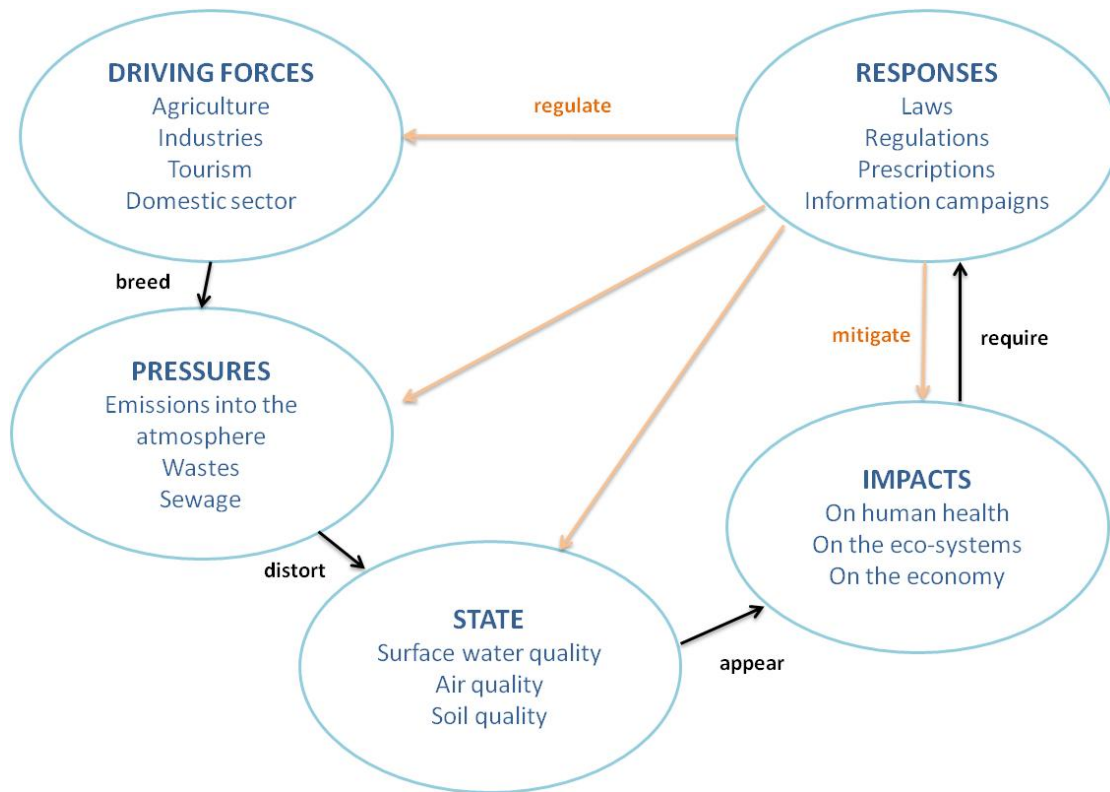 DRIVING FORCES
Agriculture
Industries
Tourism
Domestic sector
regulate
RESPONSES
Laws
Regulations
Prescriptions
Information campaigns
breed
PRESSURES
Emissions into the
atmosphere
Wastes
Sewage
mitigate
require
IMPACTS
On human health
On the eco-systems
On the economy
distort
STATE
Surface water quality
Air quality
Soil quality
appear